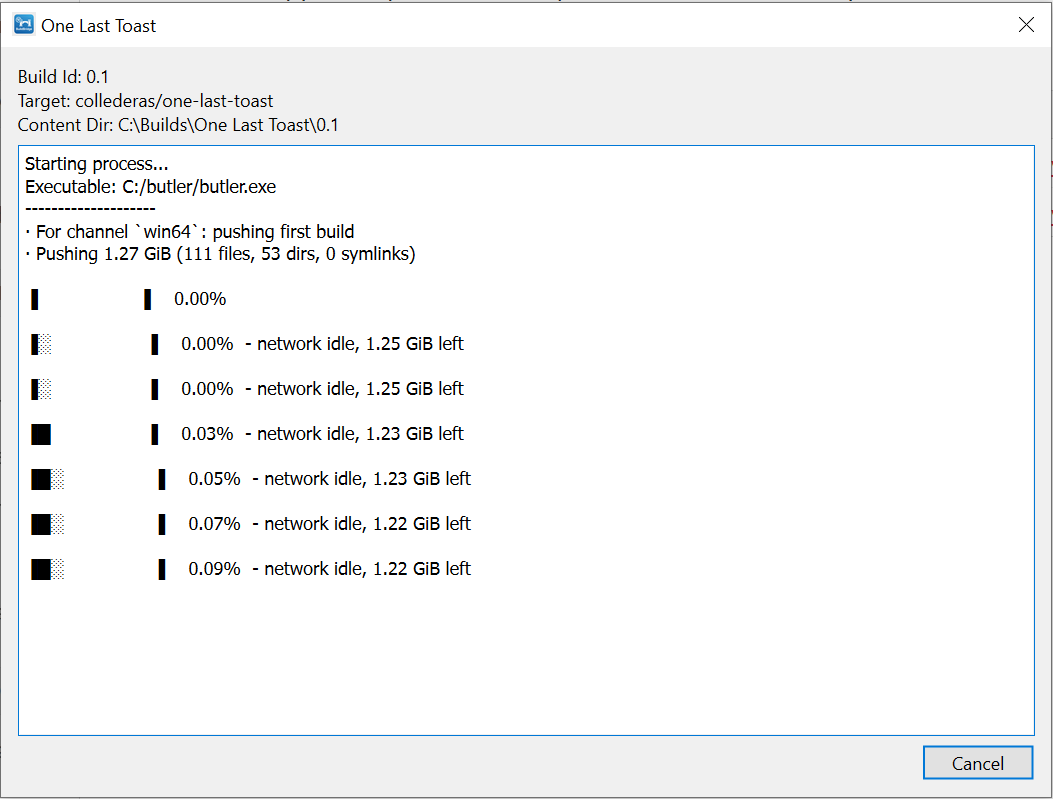 One Last Toast
Build Id: 0.1
Target: collederas/one-last-toast
Content Dir: C:\Builds\One Last Toast\0.1
Starting process...
Executable: C:/butler/butler.exe
--------------------
· For channel `win64`: pushing first build
· Pushing 1.27 GiB (111 files, 53 dirs, 0 symlinks)
▐ ▌ 0.00%
▐░ ▌ 0.00% - network idle, 1.25 GiB left
▐░ ▌ 0.00% - network idle, 1.25 GiB left
▐█ ▌ 0.03% - network idle, 1.23 GiB left
▐█░ ▌ 0.05% - network idle, 1.23 GiB left
▐█░ ▌ 0.07% - network idle, 1.22 GiB left
▐█░ ▌ 0.09% - network idle, 1.22 GiB left
Cancel